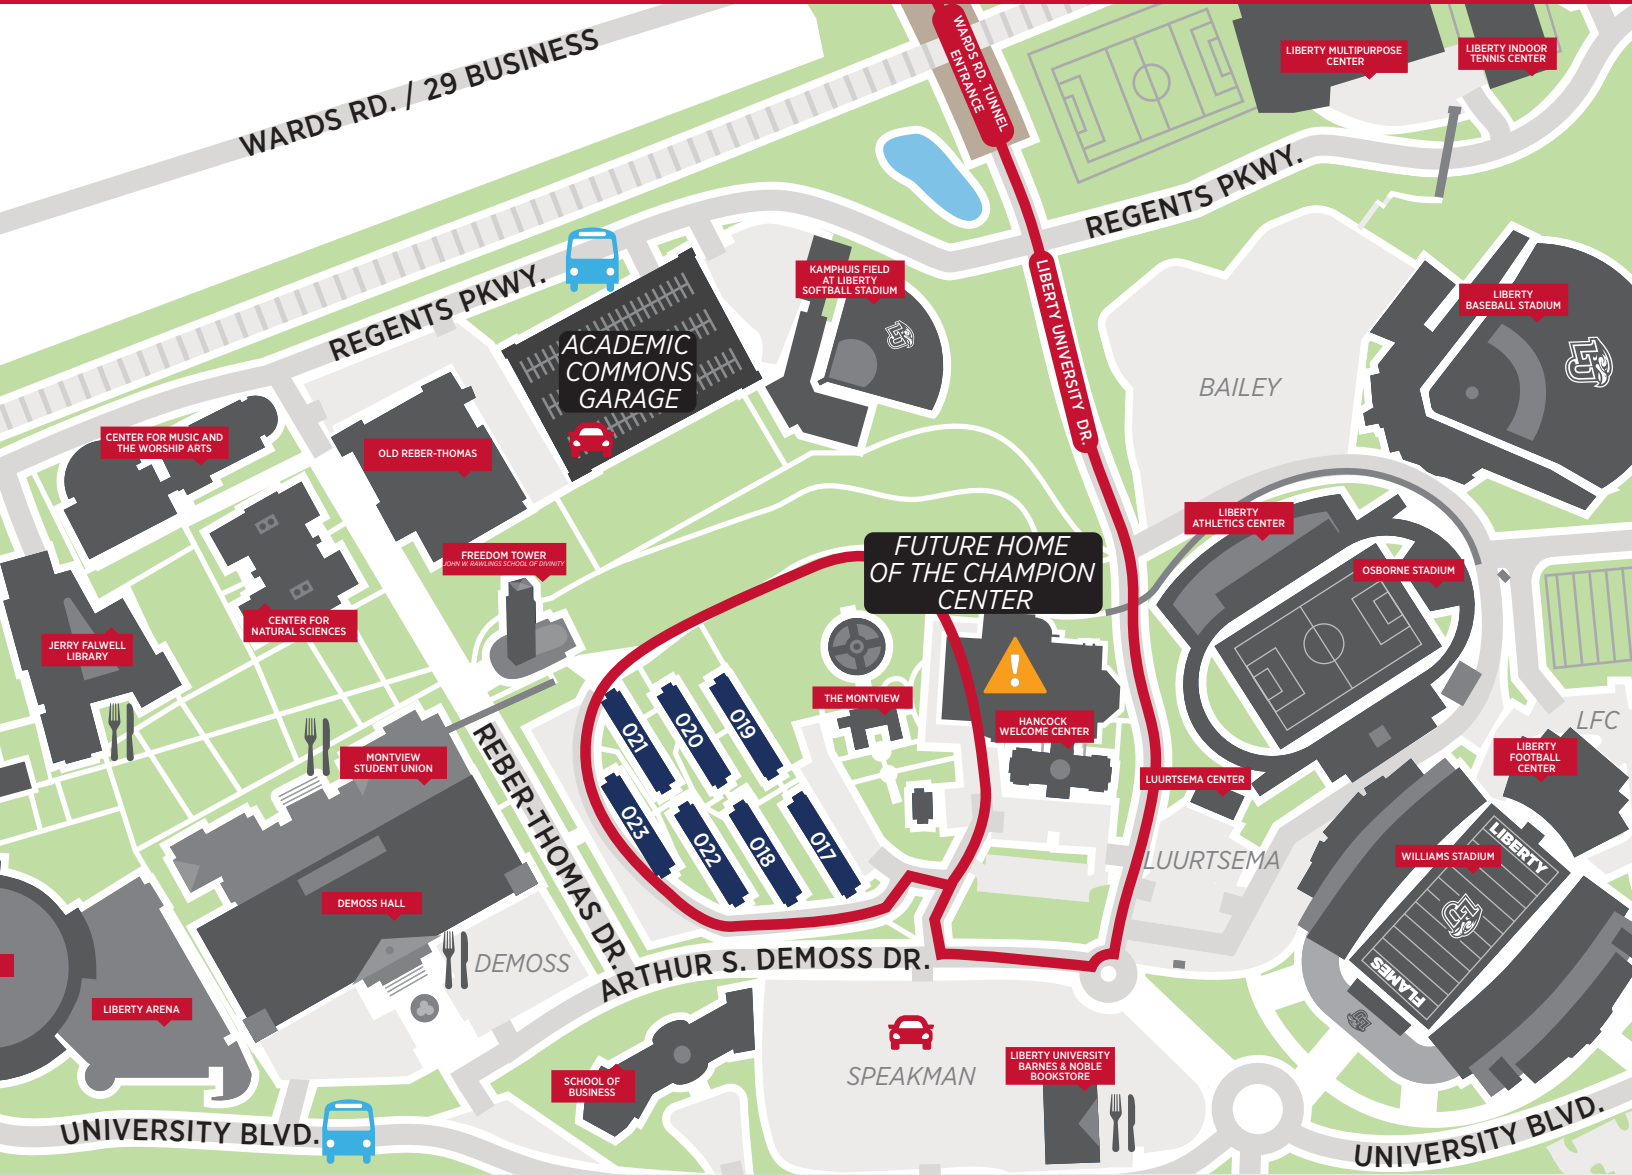 WARDS RD. TUNNEL
ENTRANCE
LIBERTY MULTIPURPOSE
CENTER
LIBERTY INDOOR
TENNIS CENTER
WARDS RD. / 29 BUSINESS
REGENTS PKWY.
REGENTS PKWY.
KAMPHUIS FIELD
AT LIBERTY
SOFTBALL STADIUM
LIBERTY UNIVERSITY DR.
LIBERTY
BASEBALL STADIUM
LU
LU
ACADEMIC
COMMONS
GARAGE
BAILEY
CENTER FOR MUSIC AND
THE WORSHIP ARTS
OLD REBER-THOMAS
LIBERTY
ATHLETICS CENTER
FREEDOM TOWER
JOHN W. RAWLINGS SCHOOL OF DIVINITY
FUTURE HOME
OF THE CHAMPION
CENTER
OSBORNE STADIUM
CENTER FOR
NATURAL SCIENCES
JERRY FALWELL
LIBRARY
THE MONTVIEW
HANCOCK
WELCOME CENTER
LFC
LIBERTY
FOOTBALL
CENTER
021
020
019
MONTVIEW
STUDENT UNION
REBER-THOMAS DR.
LUURTSEMA CENTER
023
022
018
017
LUURTSEMA
WILLIAMS STADIUM
LIBERTY
LU
FLAMES
LU
DEMOSS HALL
DEMOSS
ARTHUR S. DEMOSS DR.
LIBERTY ARENA
SPEAKMAN
LIBERTY UNIVERSITY
BARNES & NOBLE
BOOKSTORE
SCHOOL OF
BUSINESS
UNIVERSITY BLVD.
UNIVERSITY BLVD.